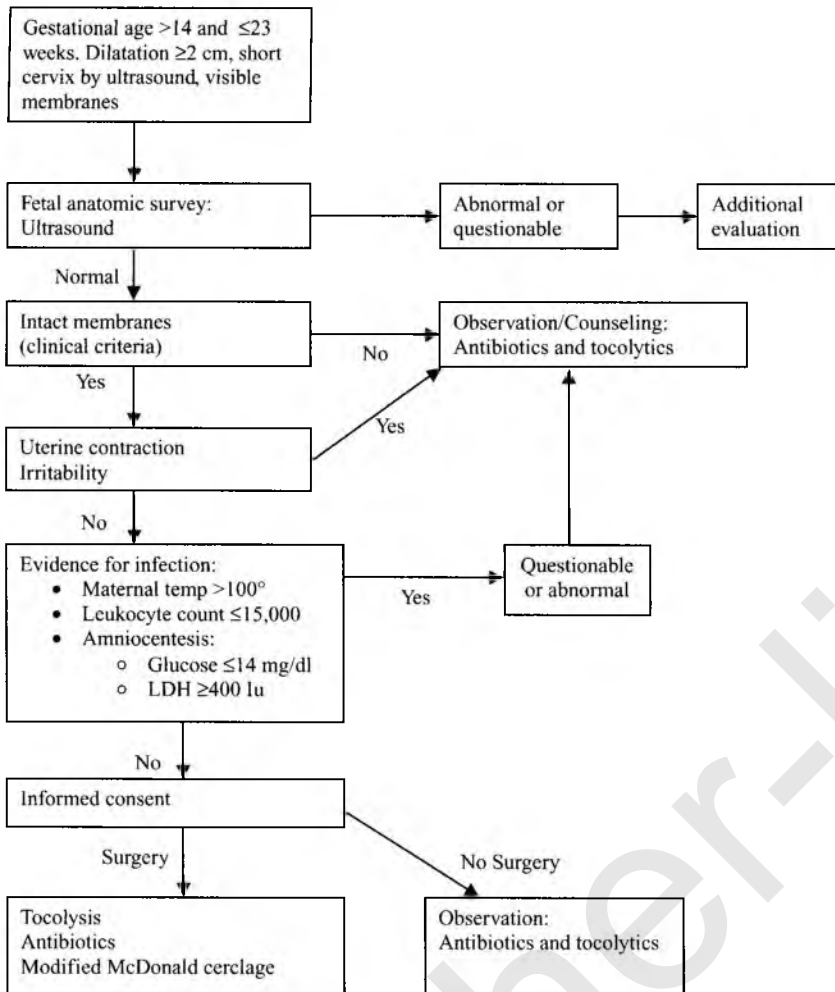 Gestational age >14 and ≤23
weeks. Dilatation ≥2 cm, short
cervix by ultrasound, visible
membranes
Fetal anatomic survey:
Ultrasound
Abnormal or
questionable
Additional
evaluation
Normal
Intact membranes
(clinical criteria)
No
Observation/Counseling:
Antibiotics and tocolytics
Yes
Yes
Uterine contraction
Irritability
No
Evidence for infection:
• Maternal temp >100°
• Leukocyte count ≤15,000
• Amniocentesis:
○ Glucose ≤14 mg/dl
○ LDH ≥400 Iu
Yes
Questionable
or abnormal
No
Informed consent
Surgery
No Surgery
Tocolysis
Antibiotics
Modified McDonald cerclage
Observation:
Antibiotics and tocolytics